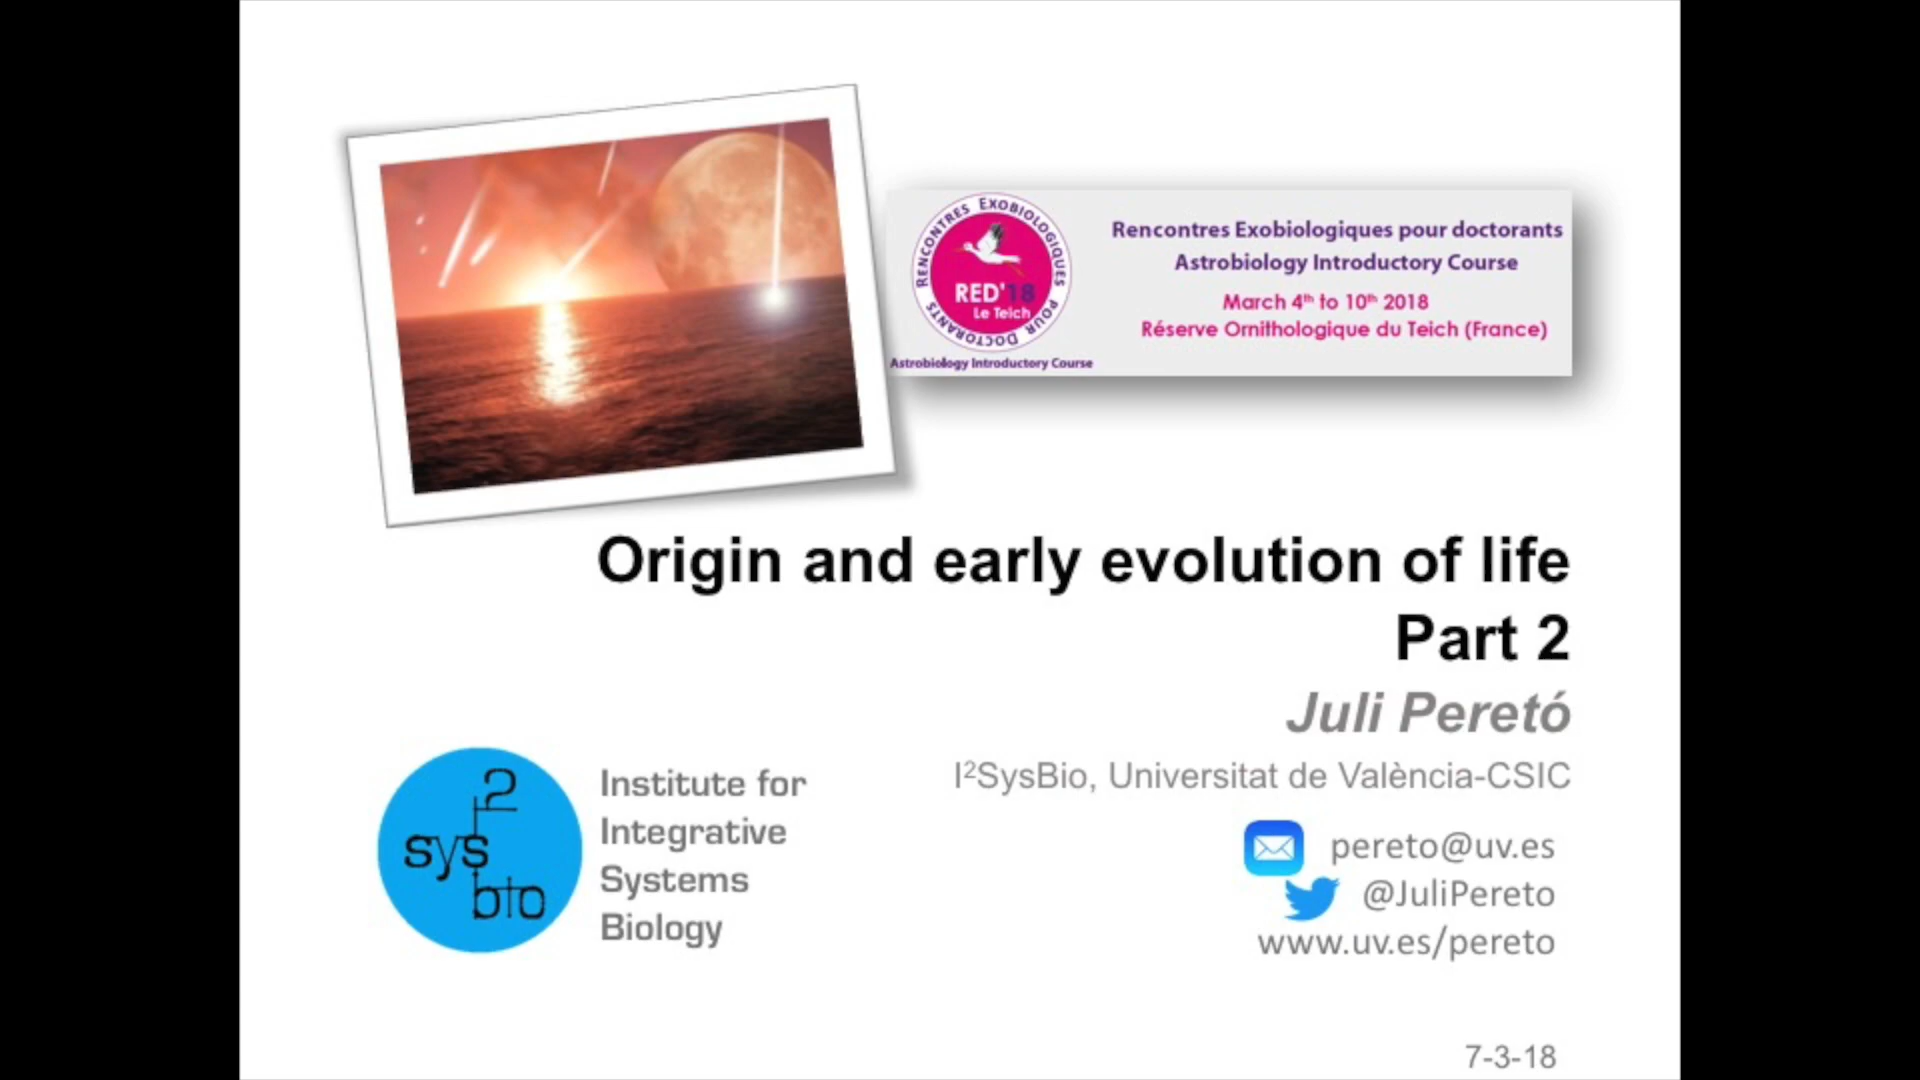 RENCONTRES EXOBIOLOGIQUES POUR DOCTORANTS
RED'18
Le Teich
Astrobiology Introductory Course
Rencontres Exobiologiques pour doctorants
Astrobiology Introductory Course
March 4th to 10th 2018
Réserve Ornithologique du Teich (France)
Origin and early evolution of life
Part 2
Juli Peretó
I²SysBio, Universitat de València-CSIC
2
sys
bio
Institute for
Integrative
Systems
Biology
pereto@uv.es
@JuliPereto
www.uv.es/pereto
7-3-18